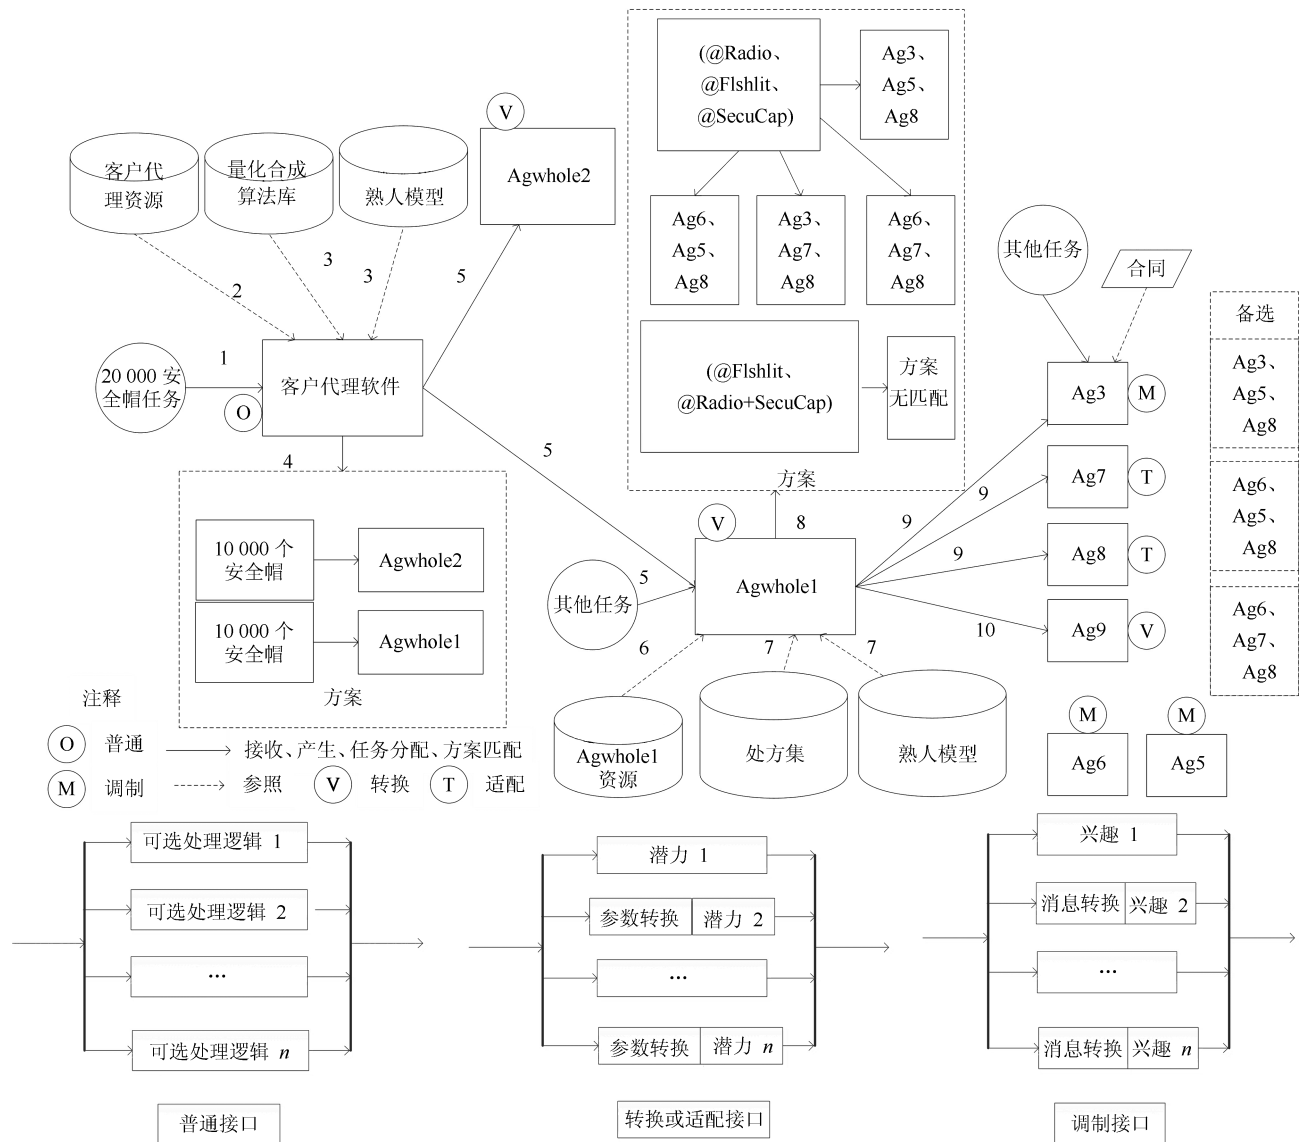 (@Radio、
@Flshlit、
@SecuCap)
Ag3、
Ag5、
Ag8
V
Agwhole2
客户代
理资源
量化合成
算法库
熟人模型
Ag6、
Ag5、
Ag8
Ag3、
Ag7、
Ag8
Ag6、
Ag7、
Ag8
其他任务
合同
2
3
3
5
1
20 000 安
全帽任务
客户代理软件
O
(@Flshlit、
@Radio+SecuCap)
方案
无匹配
方案
备选
Ag3、
Ag5、
Ag8
Ag6、
Ag5、
Ag8
Ag6、
Ag7、
Ag8
Ag3
M
Ag7
T
Ag8
T
Ag9
V
4
5
10 000 个
安全帽
Agwhole2
10 000 个
安全帽
Agwhole1
方案
V
8
Agwhole1
9
9
9
10
其他任务
5
6
7
7
Agwhole1
资源
处方集
熟人模型
M
Ag6
M
Ag5
注释
O
普通
接收、产生、任务分配、方案匹配
M
调制
参照
V
转换
T
适配
可选处理逻辑 1
可选处理逻辑 2
…
可选处理逻辑 n
普通接口
潜力 1
参数转换
潜力 2
…
参数转换
潜力 n
转换或适配接口
兴趣 1
消息转换
兴趣 2
…
消息转换
兴趣 n
调制接口